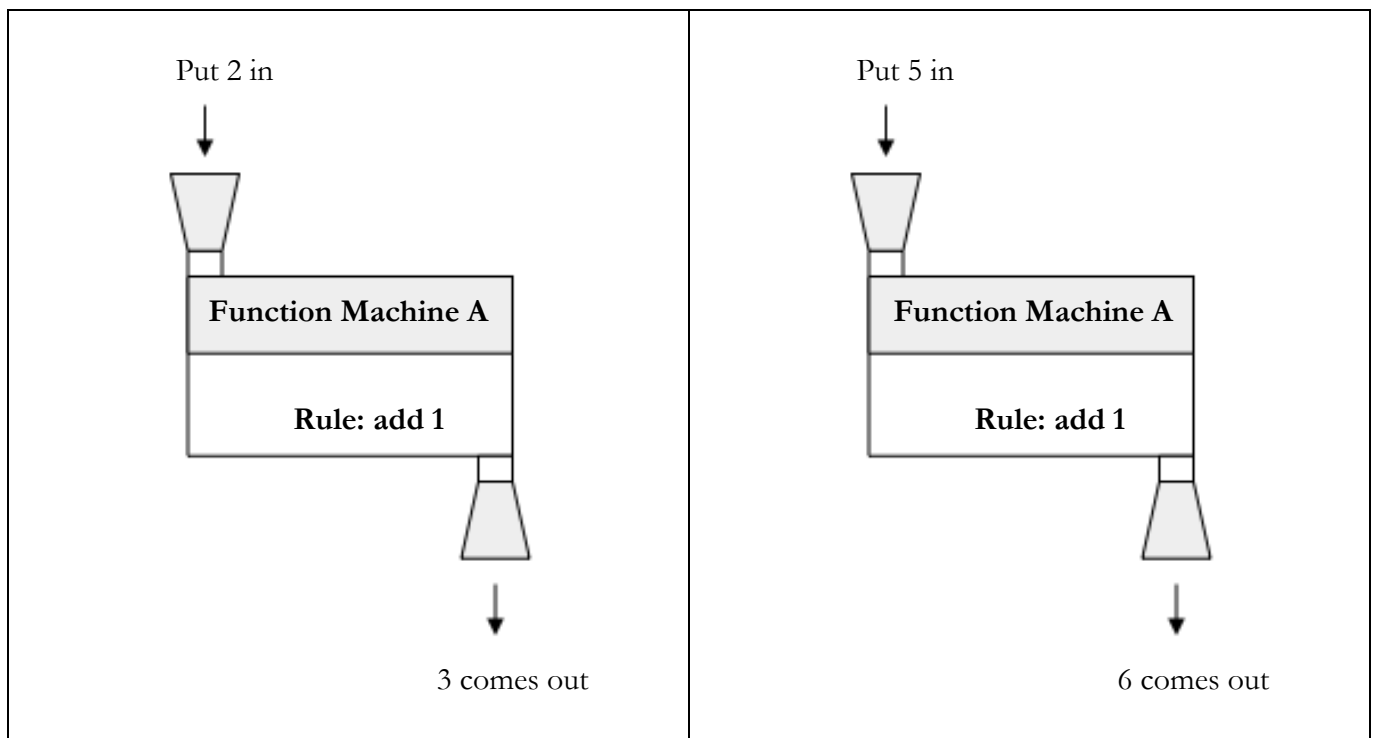 Put 2 in
Function Machine A
Rule: add 1
3 comes out
Put 5 in
Function Machine A
Rule: add 1
6 comes out